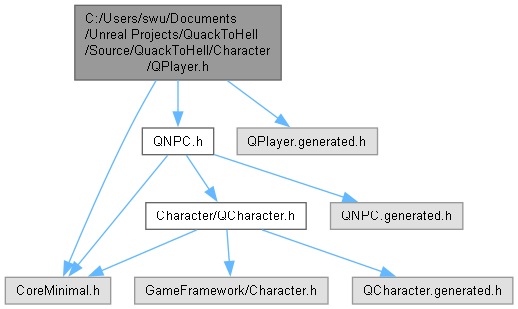 C:/Users/swu/Documents
/Unreal Projects/QuackToHell
/Source/QuackToHell/Character
/QPlayer.h
QNPC.h
QPlayer.generated.h
Character/QCharacter.h
QNPC.generated.h
CoreMinimal.h
GameFramework/Character.h
QCharacter.generated.h